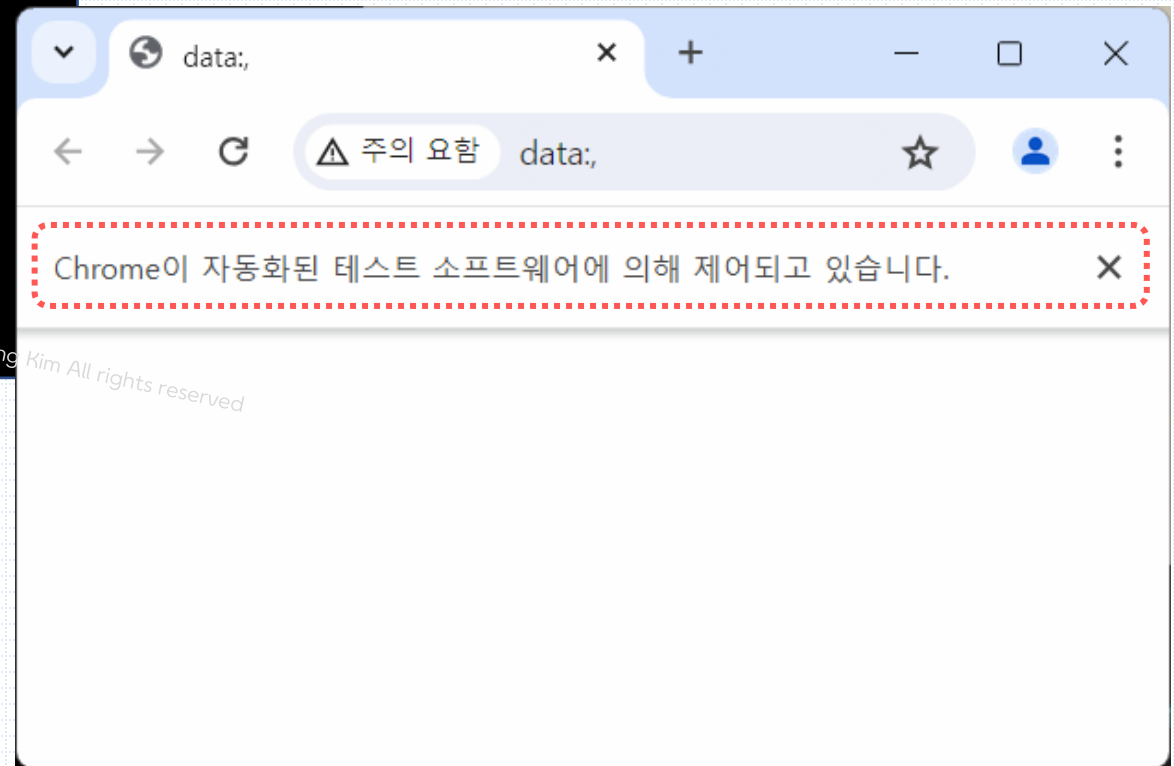 data:,
주의 요함 data:,
Chrome이 자동화된 테스트 소프트웨어에 의해 제어되고 있습니다.
Kim All rights reserved